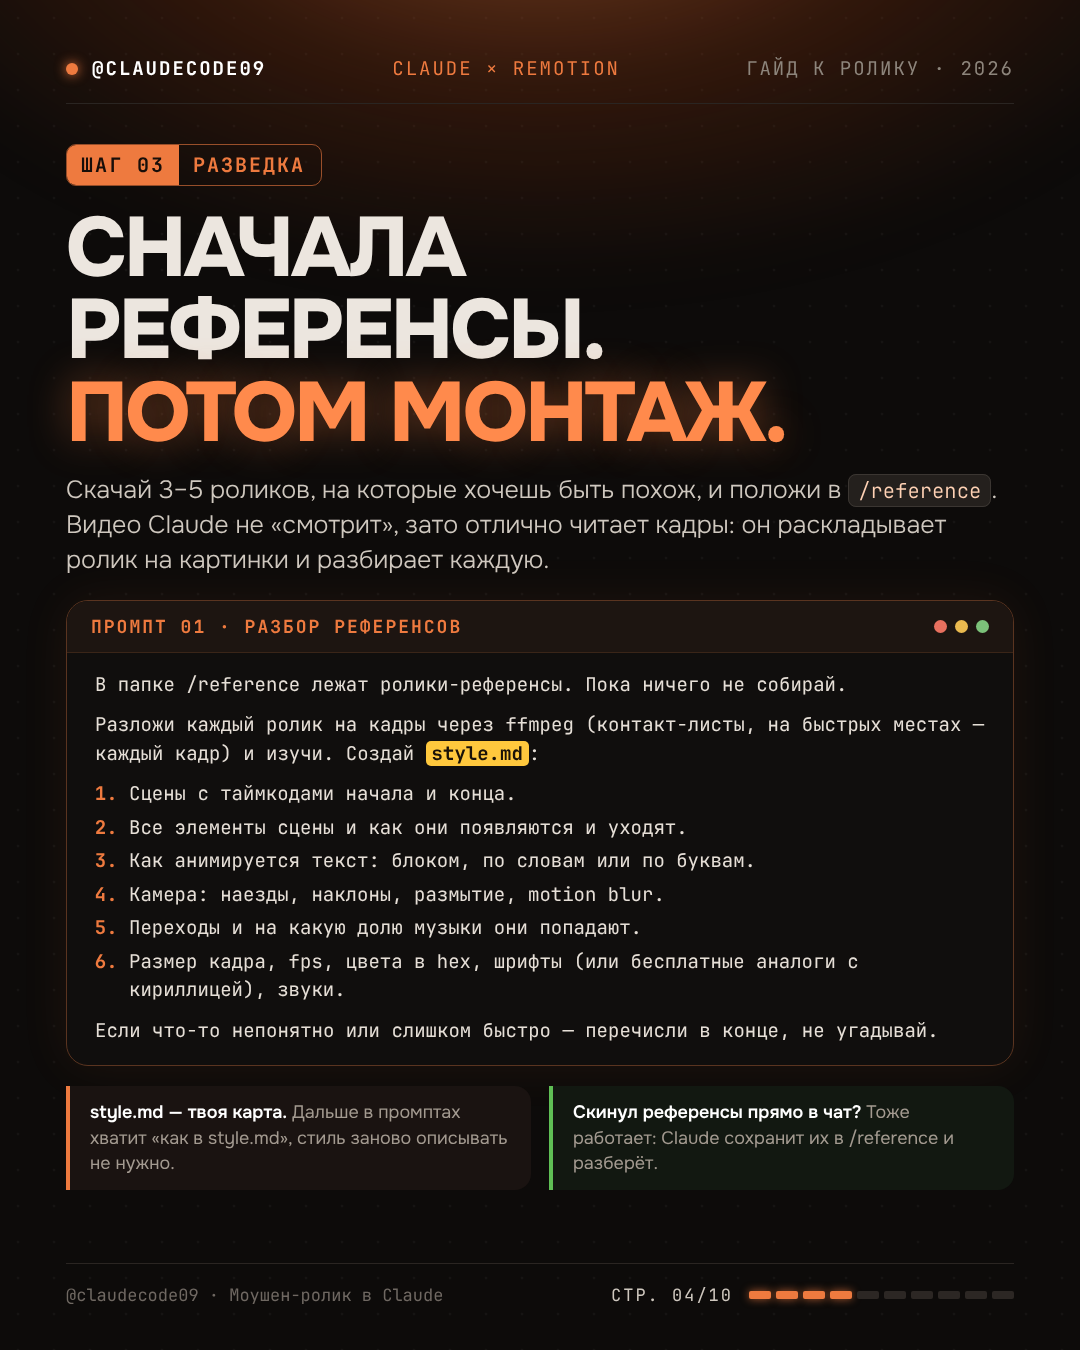 @CLAUDECODE09
CLAUDE × REMOTION
ГАЙД К РОЛИКУ · 2026
ШАГ 03 РАЗВЕДКА
СНАЧАЛА
РЕФЕРЕНСЫ.
ПОТОМ МОНТАЖ.
Скачай 3–5 роликов, на которые хочешь быть похож, и положи в /reference.
Видео Claude не «смотрит», зато отлично читает кадры: он раскладывает
ролик на картинки и разбирает каждую.
ПРОМПТ 01 · РАЗБОР РЕФЕРЕНСОВ
В папке /reference лежат ролики-референсы. Пока ничего не собирай.
Разложи каждый ролик на кадры через ffmpeg (контакт-листы, на быстрых местах —
каждый кадр) и изучи. Создай style.md:
1. Сцены с таймкодами начала и конца.
2. Все элементы сцены и как они появляются и уходят.
3. Как анимируется текст: блоком, по словам или по буквам.
4. Камера: наезды, наклоны, размытие, motion blur.
5. Переходы и на какую долю музыки они попадают.
6. Размер кадра, fps, цвета в hex, шрифты (или бесплатные аналоги с
кириллицей), звуки.
Если что-то непонятно или слишком быстро — перечисли в конце, не угадывай.
style.md — твоя карта. Дальше в промптах
хватит «как в style.md», стиль заново описывать
не нужно.
Скинул референсы прямо в чат? Тоже
работает: Claude сохранит их в /reference и
разберёт.
@claudecode09 · Моушен-ролик в Claude
СТР. 04/10